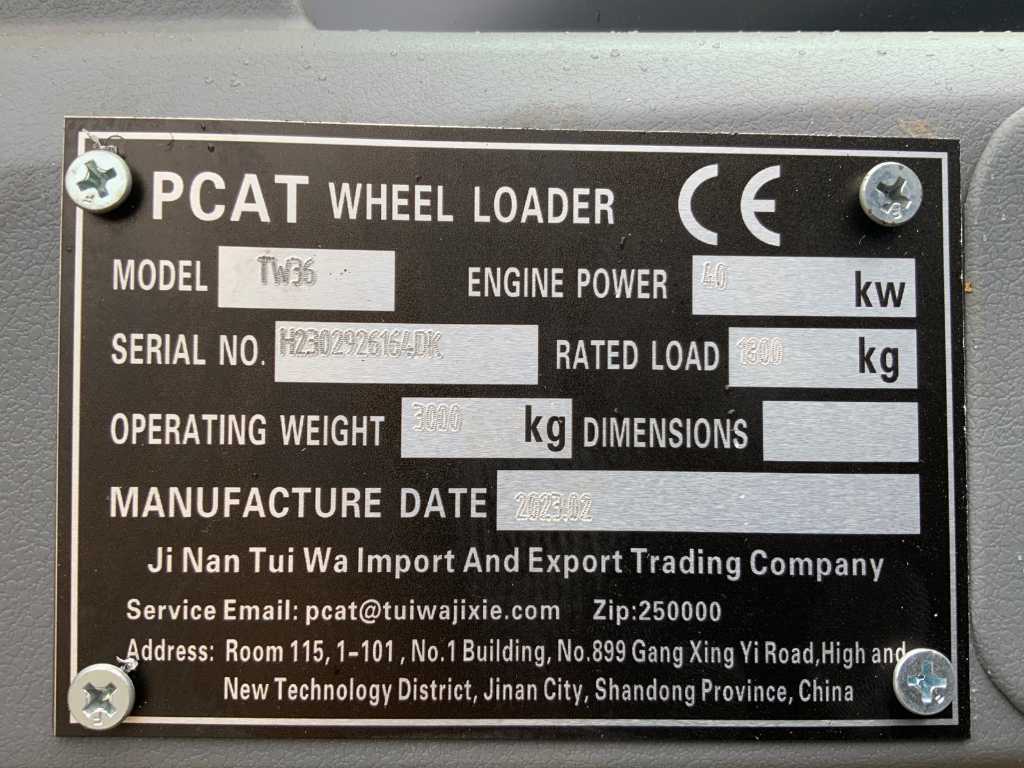 PCAT WHEEL LOADER CE
MODEL TW36 ENGINE POWER 40 kw
SERIAL NO. H2302926164DK RATED LOAD 1300 kg
OPERATING WEIGHT 3000 kg DIMENSIONS
MANUFACTURE DATE 2023.02
Ji Nan Tui Wa Import And Export Trading Company
Service Email: pcat@tuiwajixie.com Zip:250000
Address: Room 115, 1-101 , No.1 Building, No.899 Gang Xing Yi Road,High and
New Technology District, Jinan City, Shandong Province, China